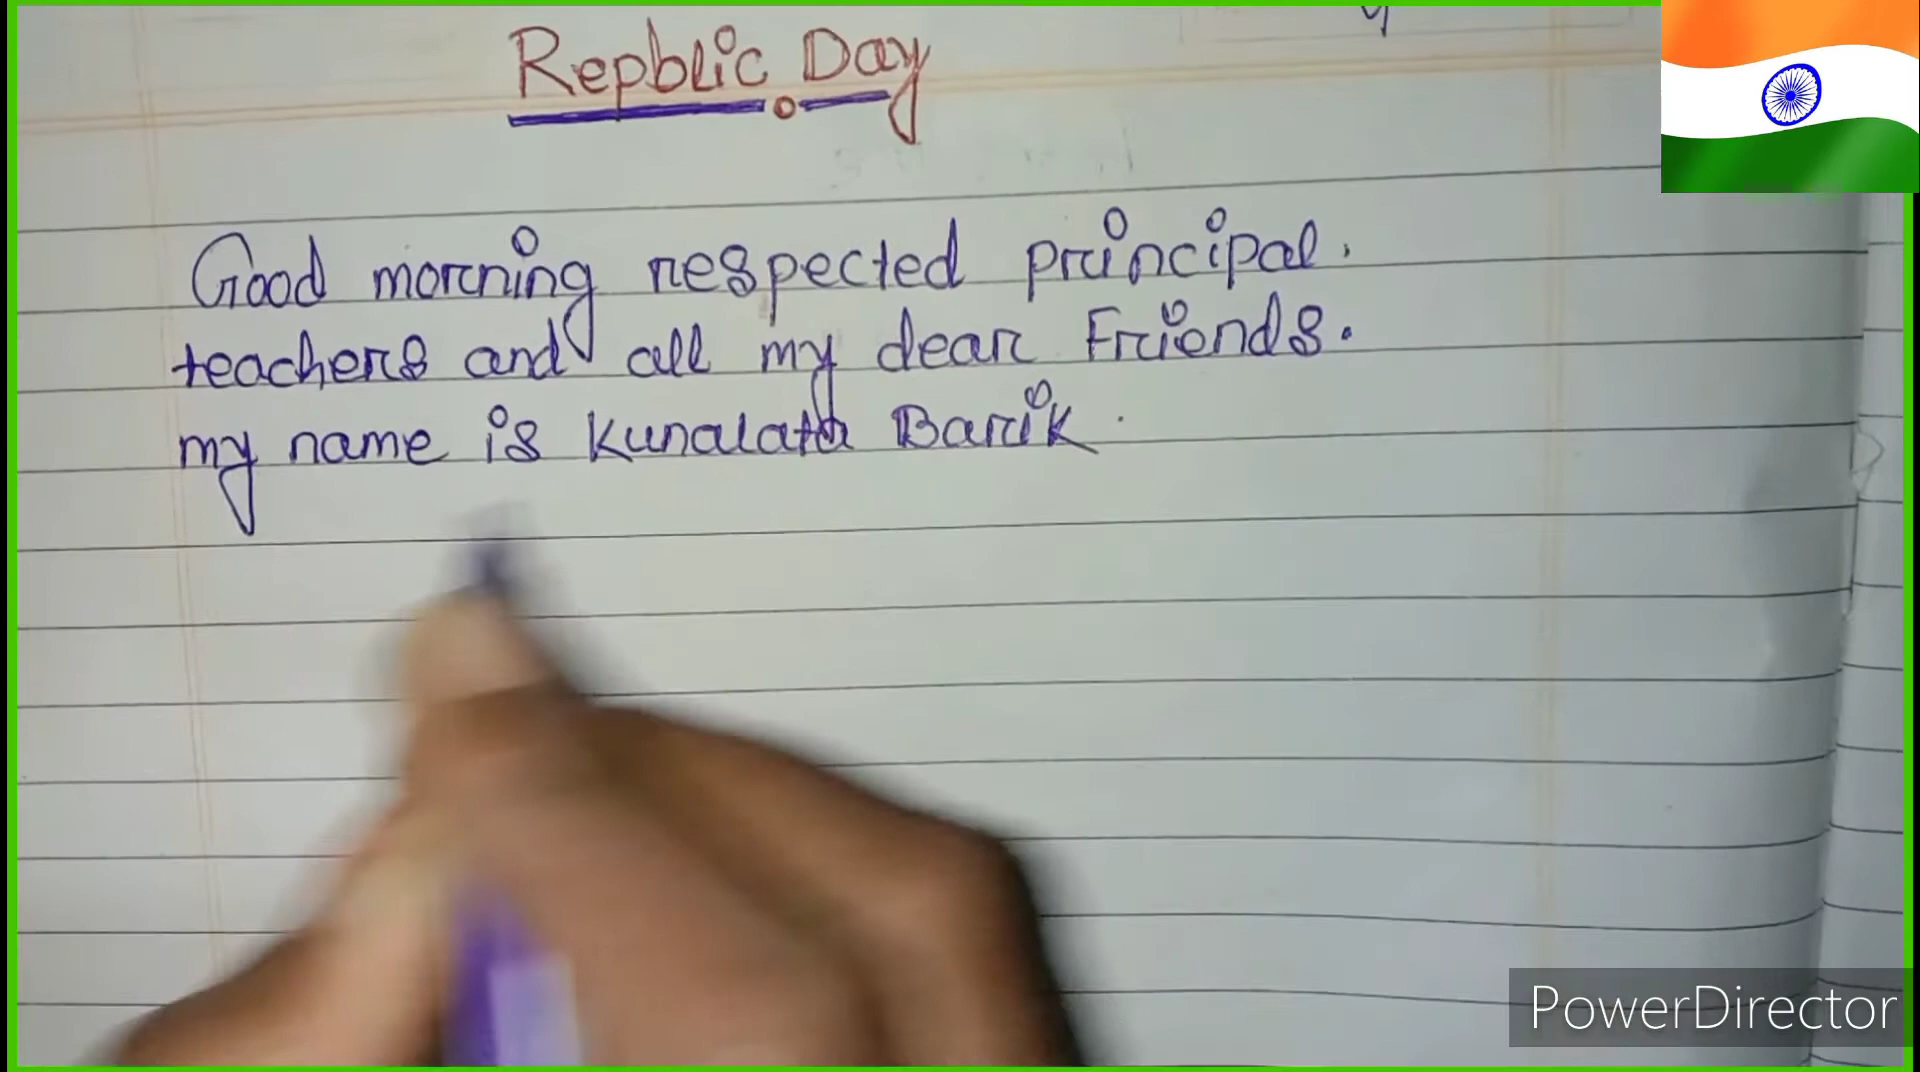 Repblic Day
Good morning respected principal.
teachers and all my dear Friends.
my name is Kunalata Barik.
PowerDirector